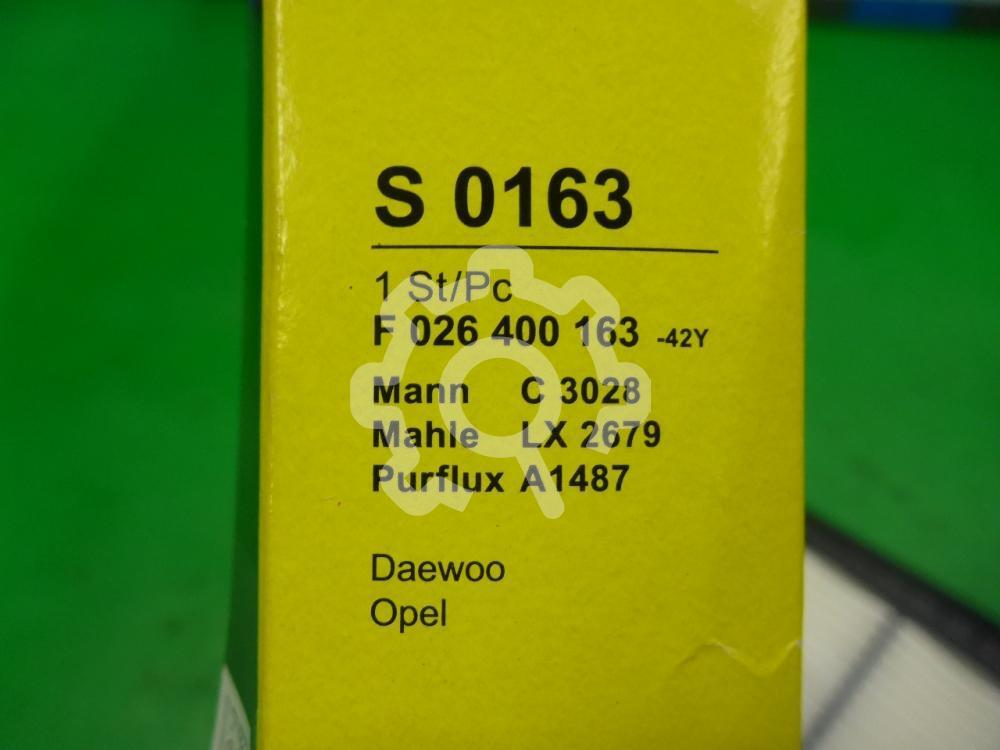 S 0163
1 St/Pc
F 026 400 163 -42Y
Mann C 3028
Mahle LX 2679
Purflux A1487
Daewoo
Opel